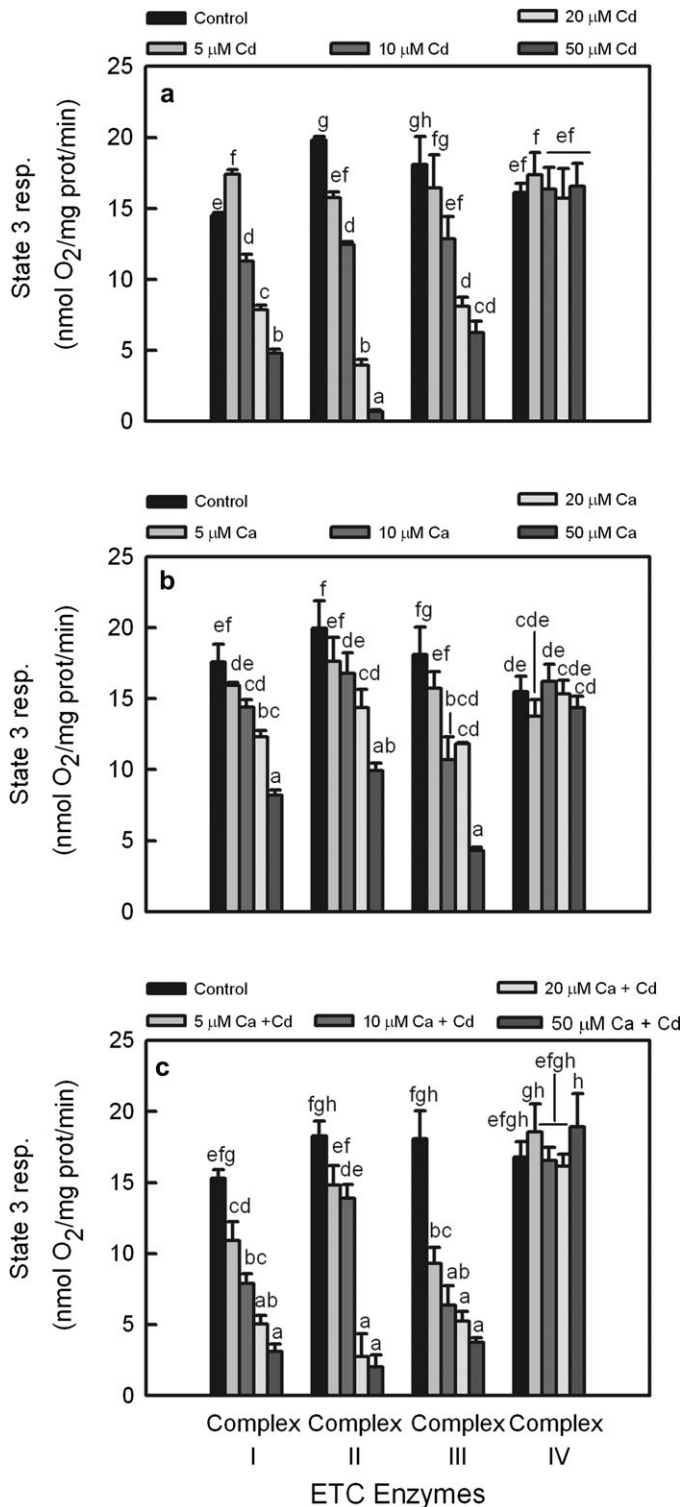 Control
20 μM Cd
5 μM Cd
10 μM Cd
50 μM Cd
State 3 resp.
(nmol O2/mg prot/min)
25
20
15
10
5
0
a
e
f
d
c
b
g
ef
d
b
a
gh
fg
ef
d
cd
ef
f
ef
Control
20 μM Ca
5 μM Ca
10 μM Ca
50 μM Ca
State 3 resp.
(nmol O2/mg prot/min)
25
20
15
10
5
0
b
ef
de
cd
bc
a
f
ef
de
cd
ab
fg
ef
bcd
cd
a
de
cde
de
cde
cd
Control
20 μM Ca + Cd
5 μM Ca +Cd
10 μM Ca + Cd
50 μM Ca + Cd
State 3 resp.
(nmol O2/mg prot/min)
25
20
15
10
5
0
c
efg
cd
bc
ab
a
fgh
ef
de
a
a
fgh
bc
ab
a
a
efgh
gh
efgh
h
Complex Complex Complex Complex
I II III IV
ETC Enzymes